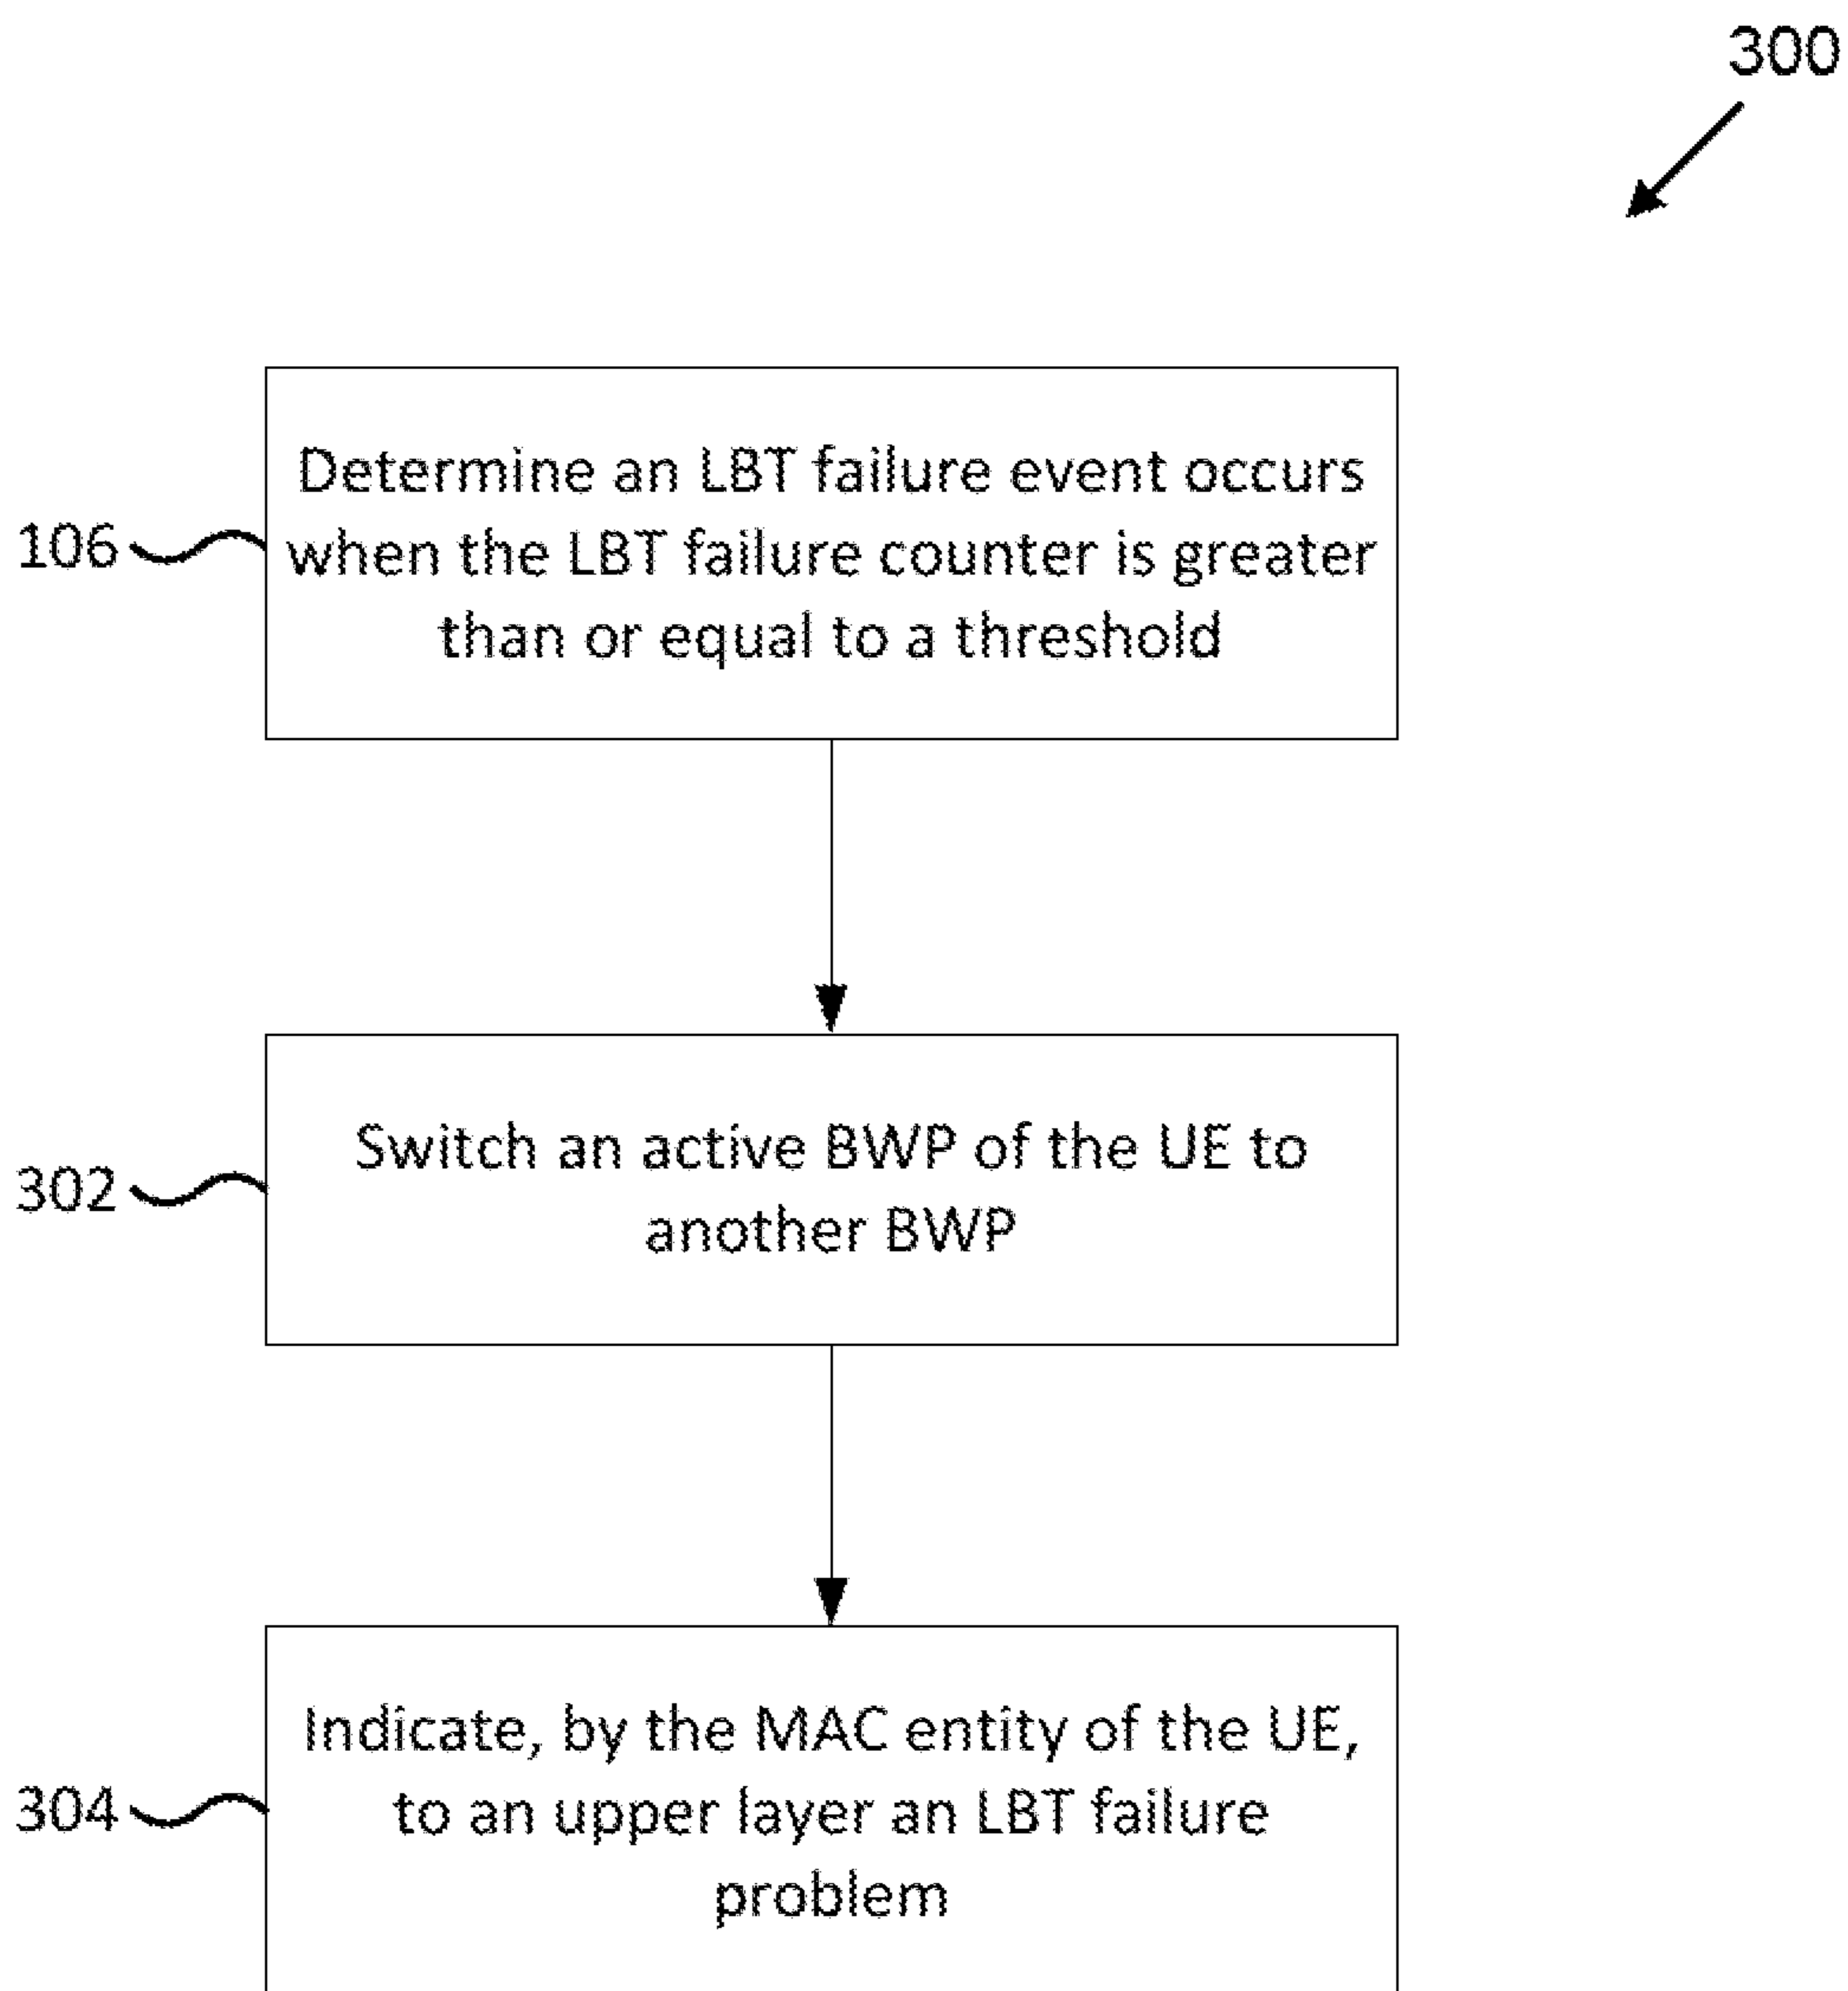 300
Determine an LBT failure event occurs
106
when the LBT failure counter is greater
than or equal to a threshold
Switch an active BWP of the UE to
302
another BWP
Indicate, by the MAC entity of the UE,
304
to an upper layer an LBT failure
problem